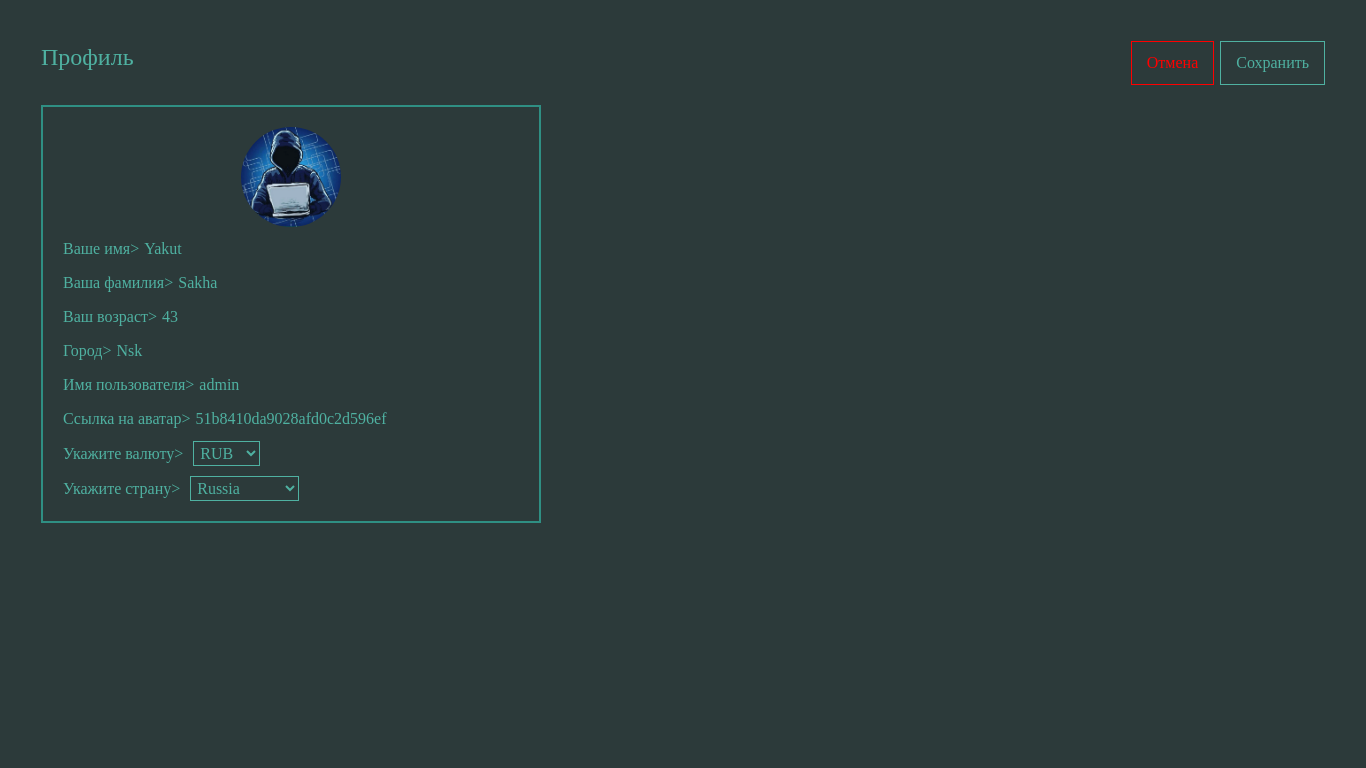 Профиль
Отмена
Сохранить
Ваше имя> Yakut
Ваша фамилия> Sakha
Ваш возраст> 43
Город> Nsk
Имя пользователя> admin
Ссылка на аватар> 51b8410da9028afd0c2d596ef
Укажите валюту> RUB
Укажите страну> Russia